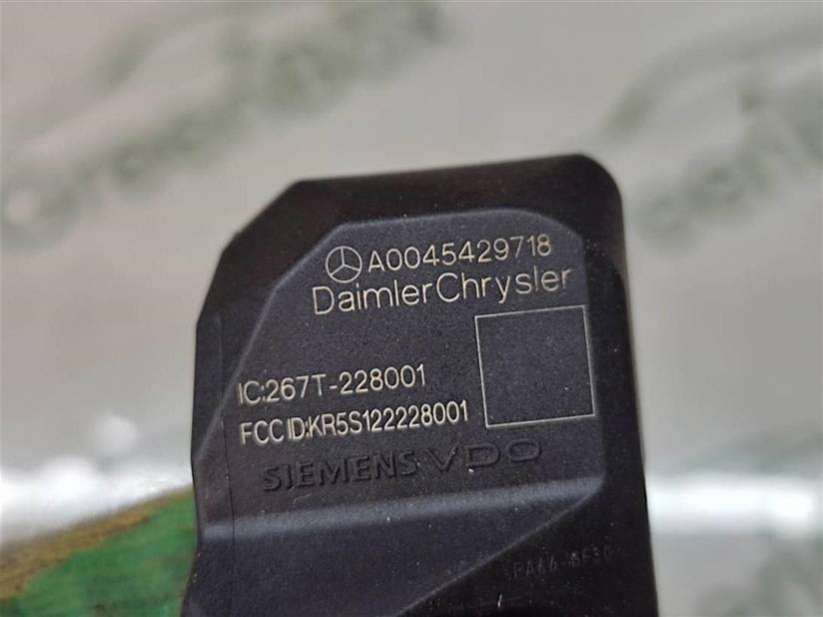 A0045429718
DaimlerChrysler
IC:267T-228001
FCC ID:KR5S122228001
SIEMENS VDO